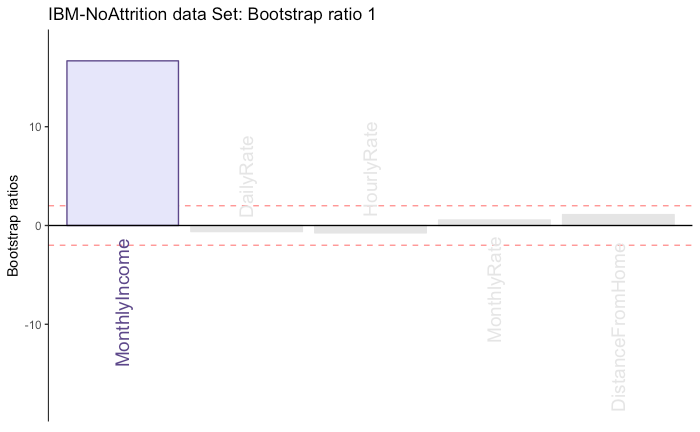 IBM-NoAttrition data Set: Bootstrap ratio 1
Bootstrap ratios
10
0
-10
MonthlyIncome
DailyRate
HourlyRate
MonthlyRate
DistanceFromHome